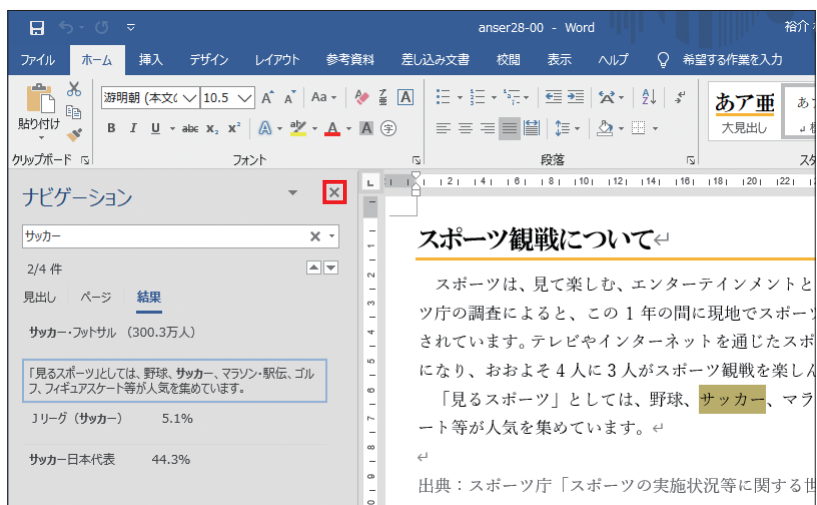 anser28-00 - Word
裕介
ファイル ホーム 挿入 デザイン レイアウト 参考資料 差し込み文書 校閲 表示 ヘルプ 希望する作業を入力
貼り付け
游明朝 (本文の 10.5 A A Aa A
B I U abc x₂ x² A A A 字
あア亜
大見出し
クリップボード フォント 段落
ナビゲーション
サッカー
2/4 件
見出し ページ 結果
サッカー・フットサル (300.3万人)
「見るスポーツ」としては、野球、サッカー、マラソン・駅伝、ゴル
フ、フィギュアスケート等が人気を集めています。
Jリーグ(サッカー) 5.1%
サッカー日本代表 44.3%
L
2 4 6 8 10 12 14 16 18 20 22
スポーツ観戦について
スポーツは、見て楽しむ、エンターテインメントと
ツ庁の調査によると、この 1 年の間に現地でスポー
されています。テレビやインターネットを通じたスポ
になり、おおよそ 4 人に 3 人がスポーツ観戦を楽し
「見るスポーツ」としては、野球、サッカー、マラ
ート等が人気を集めています。
出典：スポーツ庁「スポーツの実施状況等に関する世